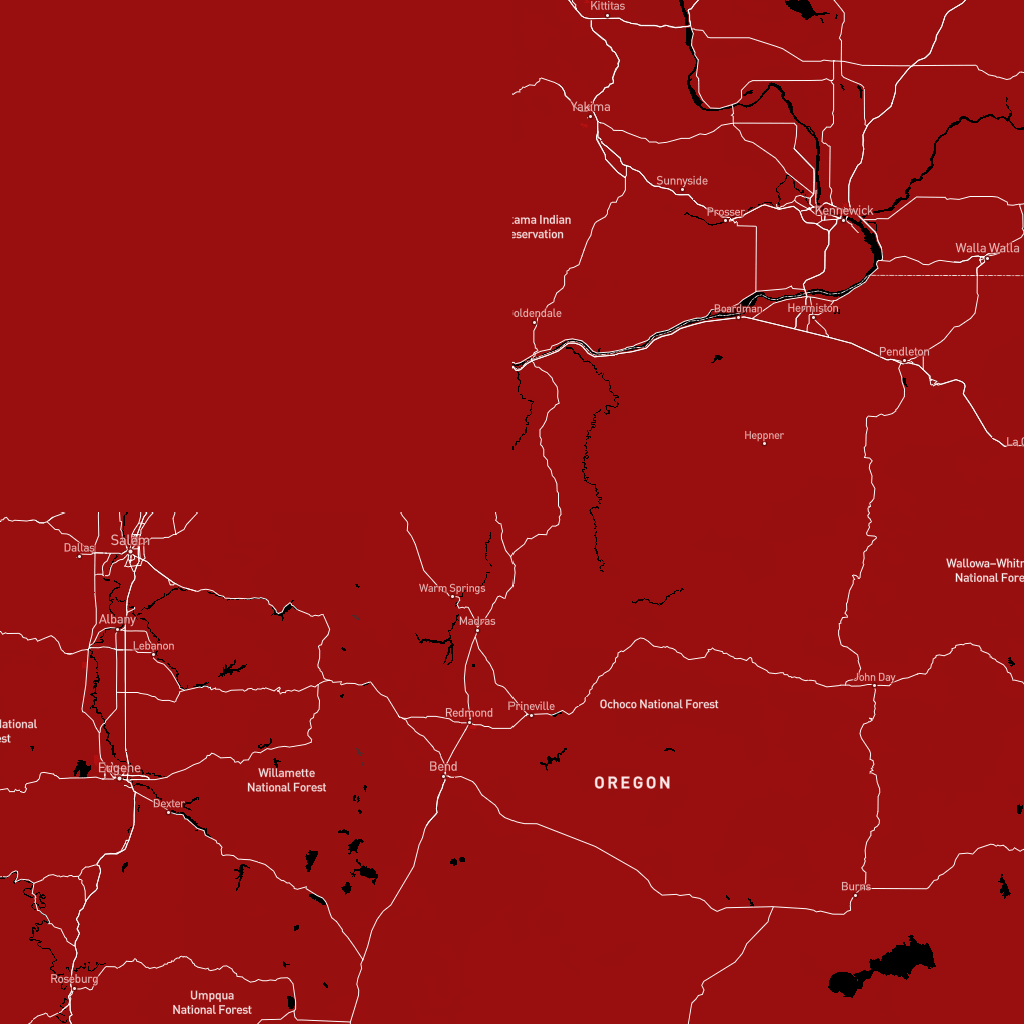 Kittitas
Yakima
Sunnyside
Prosser
Kennewick
Walla Walla
Indian
Boardman
Hermiston
Pendleton
Heppner
Salem
Dallas
Wallowa–Whitn
National Fore
Warm Springs
Albany
Madras
Lebanon
John Day
Ochoco National Forest
Prineville
Redmond
Eugene
Bend
Willamette
National Forest
OREGON
Dexter
Burns
Roseburg
Umpqua
National Forest